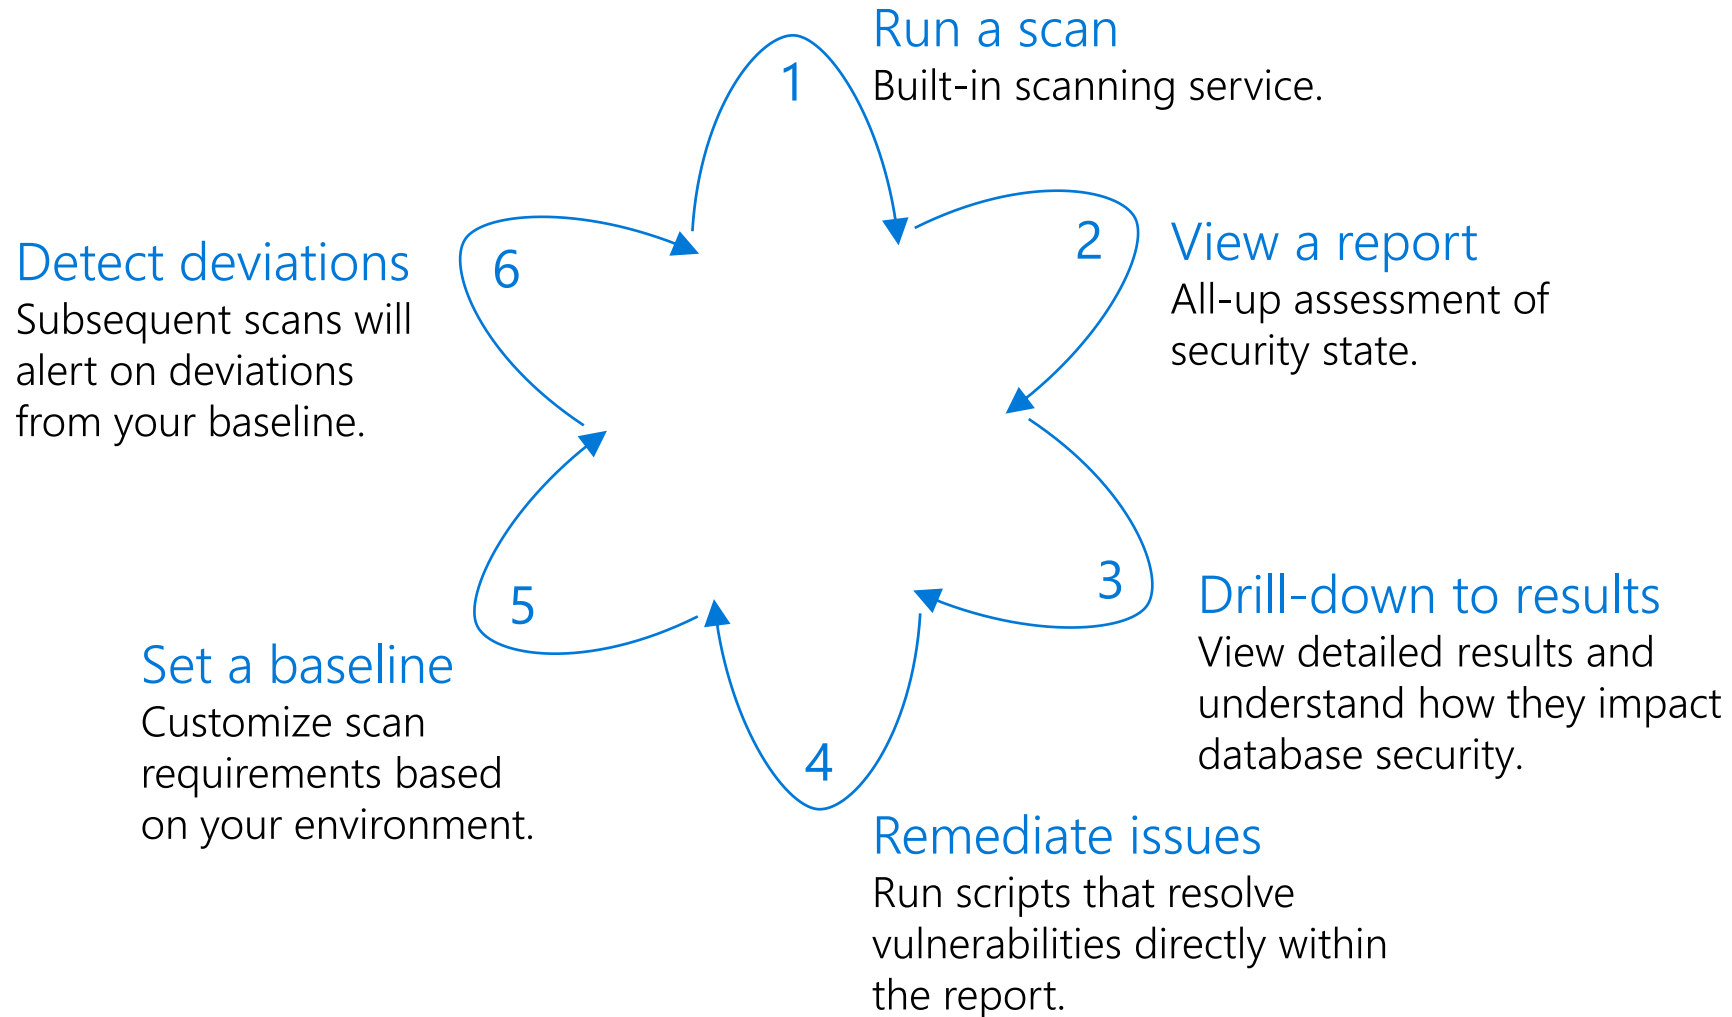 1
Run a scan
Built-in scanning service.
2
View a report
All-up assessment of
security state.
3
Drill-down to results
View detailed results and
understand how they impact
database security.
4
Remediate issues
Run scripts that resolve
vulnerabilities directly within
the report.
5
Set a baseline
Customize scan
requirements based
on your environment.
6
Detect deviations
Subsequent scans will
alert on deviations
from your baseline.